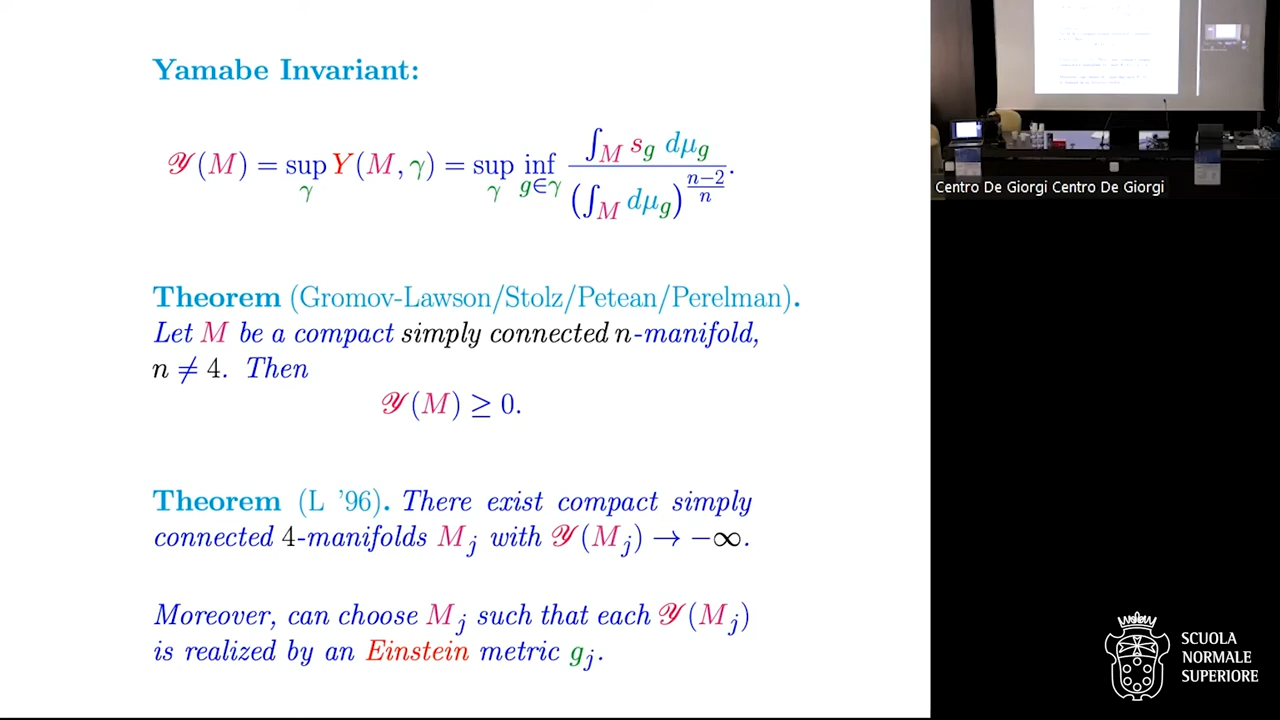 Yamabe Invariant:
𝒴(M) = sup_γ Y(M, γ) = sup_γ inf_{g∈γ} ∫_M s_g dμ_g / (∫_M dμ_g)^{(n−2)/n}.
Theorem (Gromov-Lawson/Stolz/Petean/Perelman).
Let M be a compact simply connected n-manifold,
n ≠ 4. Then
𝒴(M) ≥ 0.
Theorem (L '96). There exist compact simply
connected 4-manifolds M_j with 𝒴(M_j) → −∞.
Moreover, can choose M_j such that each 𝒴(M_j)
is realized by an Einstein metric g_j.
Centro De Giorgi Centro De Giorgi
SCUOLA
NORMALE
SUPERIORE